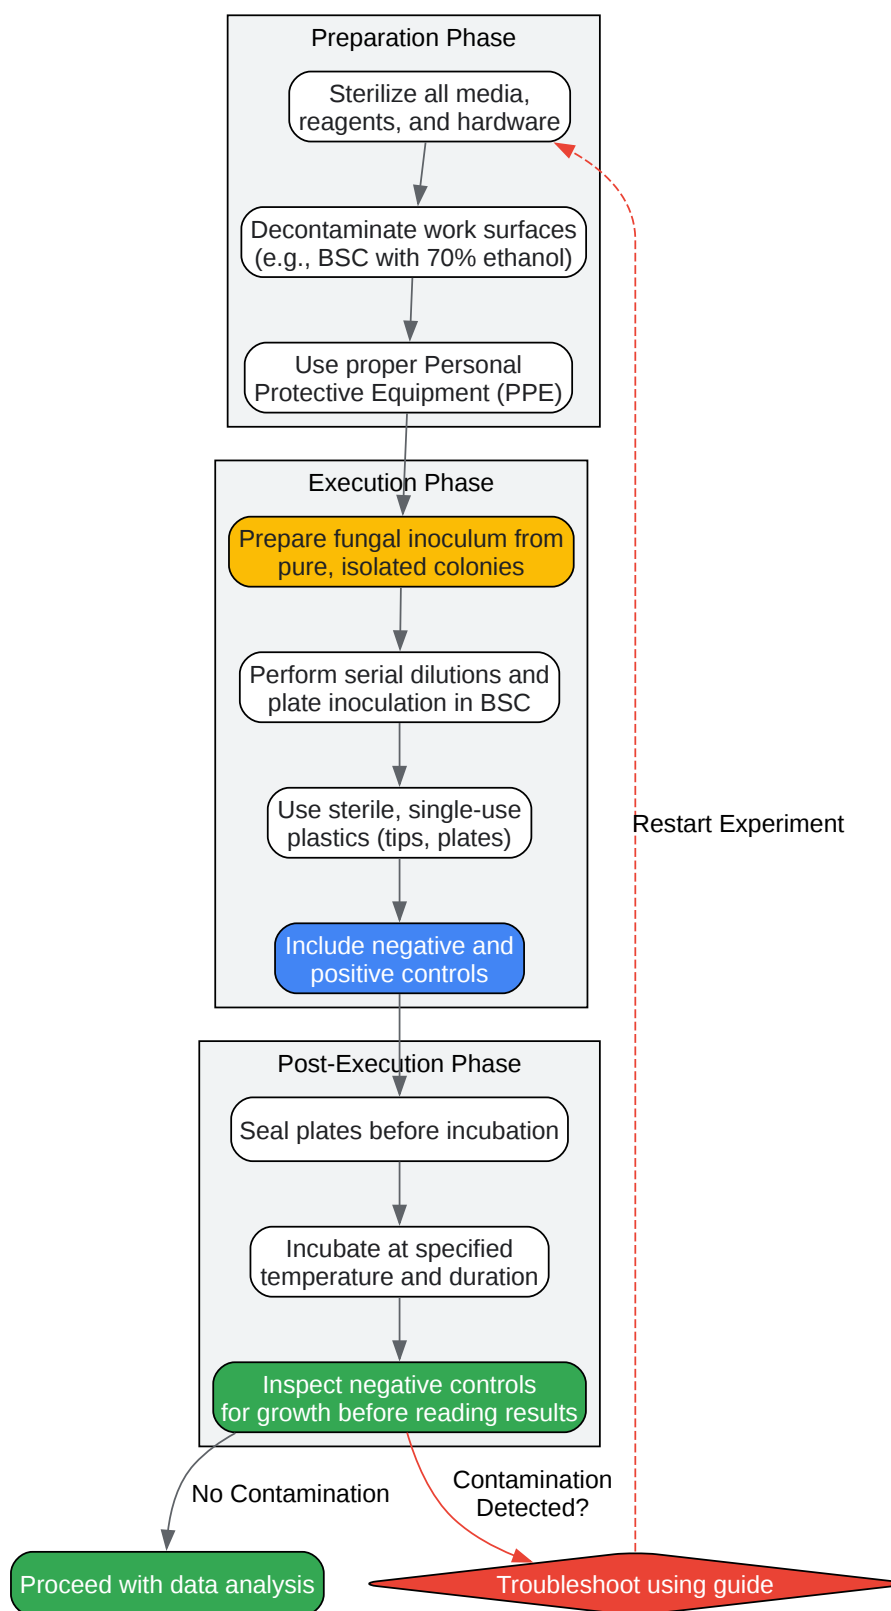 Preparation Phase
Sterilize all media,
reagents, and hardware
Decontaminate work surfaces
(e.g., BSC with 70% ethanol)
Use proper Personal
Protective Equipment (PPE)
Execution Phase
Prepare fungal inoculum from
pure, isolated colonies
Perform serial dilutions and
plate inoculation in BSC
Use sterile, single-use
plastics (tips, plates)
Restart Experiment
Include negative and
positive controls
Post-Execution Phase
Seal plates before incubation
Incubate at specified
temperature and duration
Inspect negative controls
for growth before reading results
No Contamination
Contamination
Detected?
Proceed with data analysis
Troubleshoot using guide